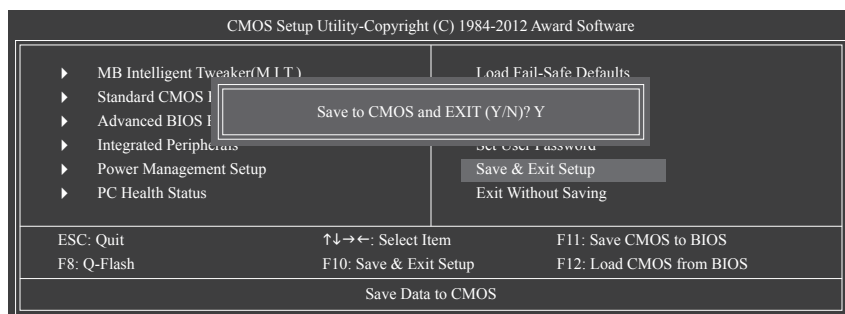 CMOS Setup Utility-Copyright (C) 1984-2012 Award Software
MB Intelligent Tweaker(M.I.T.)
Standard CMOS
Advanced BIOS
Integrated Peripherals
Power Management Setup
PC Health Status
Load Fail-Safe Defaults
Set User Password
Save & Exit Setup
Exit Without Saving
Save to CMOS and EXIT (Y/N)? Y
ESC: Quit ↑↓→←: Select Item F11: Save CMOS to BIOS
F8: Q-Flash F10: Save & Exit Setup F12: Load CMOS from BIOS
Save Data to CMOS